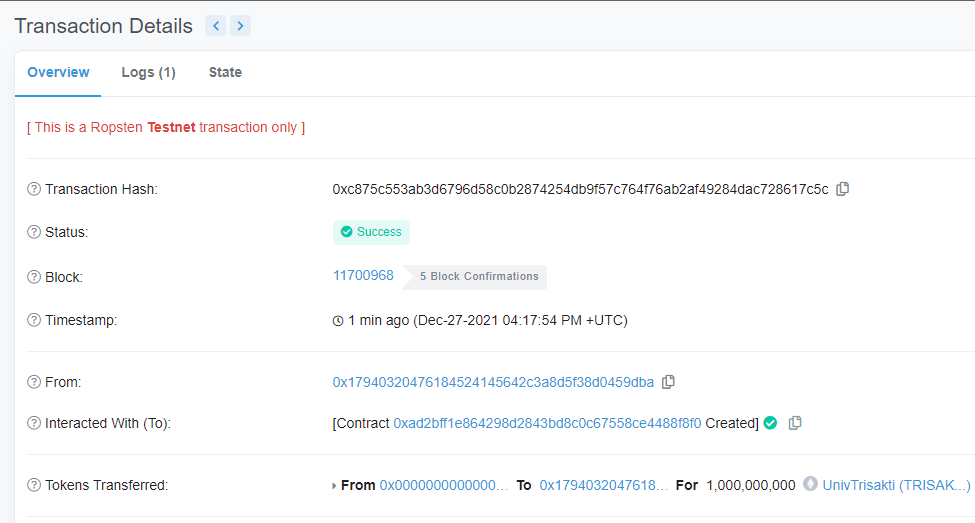 Transaction Details
Overview Logs (1) State
[ This is a Ropsten Testnet transaction only ]
Transaction Hash: 0xc875c553ab3d6796d58c0b2874254db9f57c764f76ab2af49284dac728617c5c
Status: Success
Block: 11700968 5 Block Confirmations
Timestamp: 1 min ago (Dec-27-2021 04:17:54 PM +UTC)
From: 0x17940320476184524145642c3a8d5f38d0459dba
Interacted With (To): [Contract 0xad2bff1e864298d2843bd8c0c67558ce4488f8f0 Created]
Tokens Transferred: From 0x0000000000000... To 0x1794032047618... For 1,000,000,000 UnivTrisakti (TRISAK...)